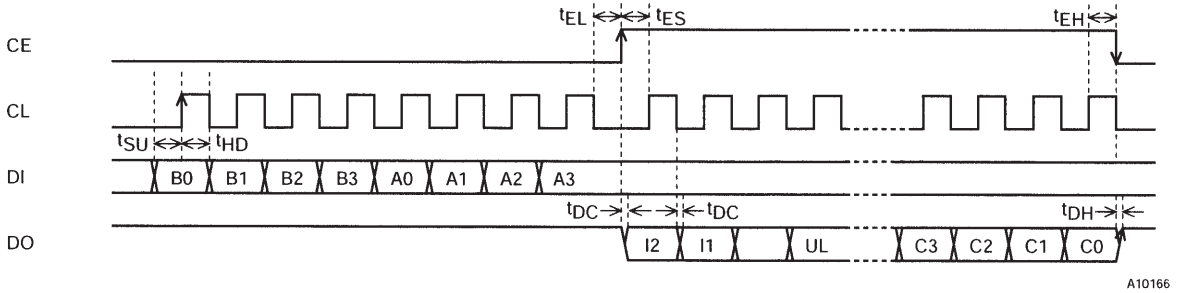 tEL tES tEH
CE
CL
tSU tHD
DI B0 B1 B2 B3 A0 A1 A2 A3
tDC tDC tDH
DO I2 I1 UL C3 C2 C1 C0
A10166